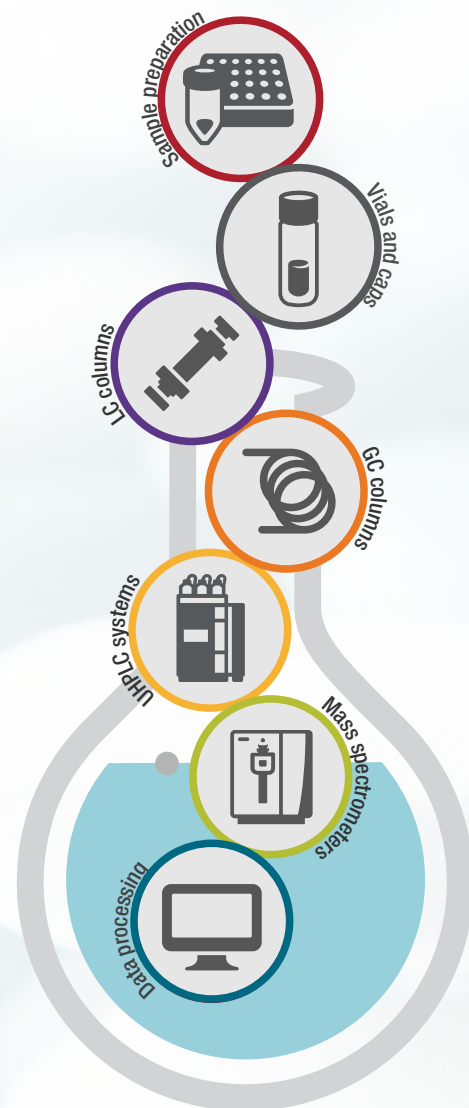 Sample preparation
Vials and caps
LC columns
GC columns
UHPLC systems
Mass spectrometers
Data processing